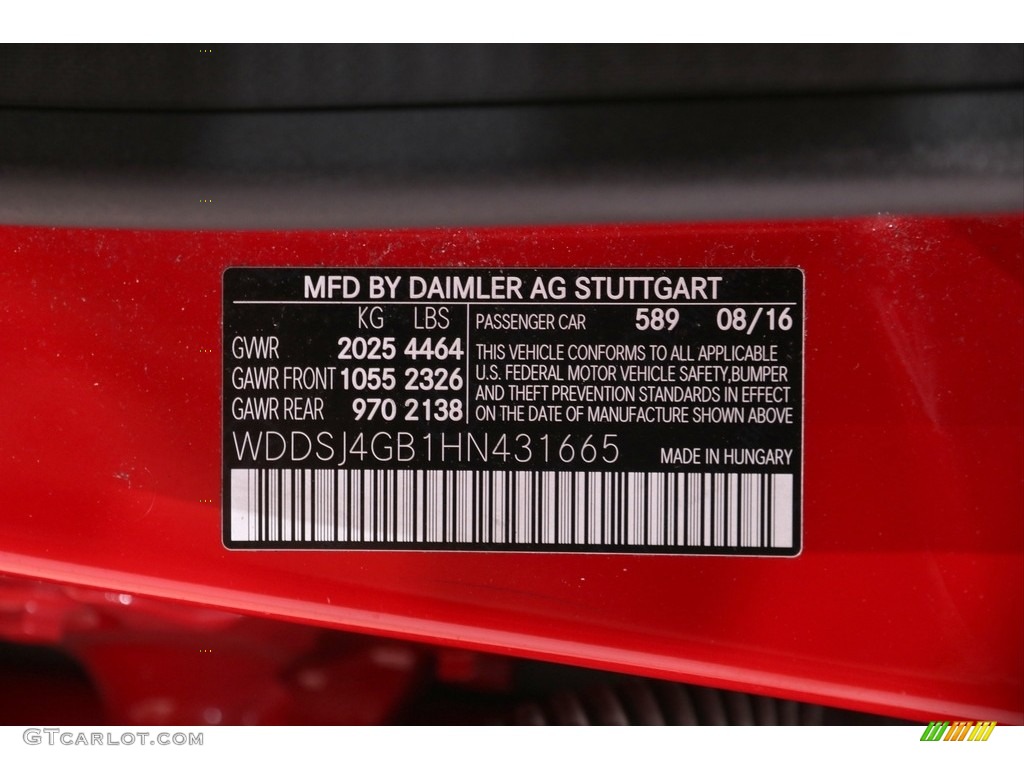 MFD BY DAIMLER AG STUTTGART
KG LBS
GVWR 2025 4464
GAWR FRONT 1055 2326
GAWR REAR 970 2138
PASSENGER CAR 589 08/16
THIS VEHICLE CONFORMS TO ALL APPLICABLE
U.S. FEDERAL MOTOR VEHICLE SAFETY,BUMPER
AND THEFT PREVENTION STANDARDS IN EFFECT
ON THE DATE OF MANUFACTURE SHOWN ABOVE
WDDSJ4GB1HN431665 MADE IN HUNGARY
GTCARLOT.COM